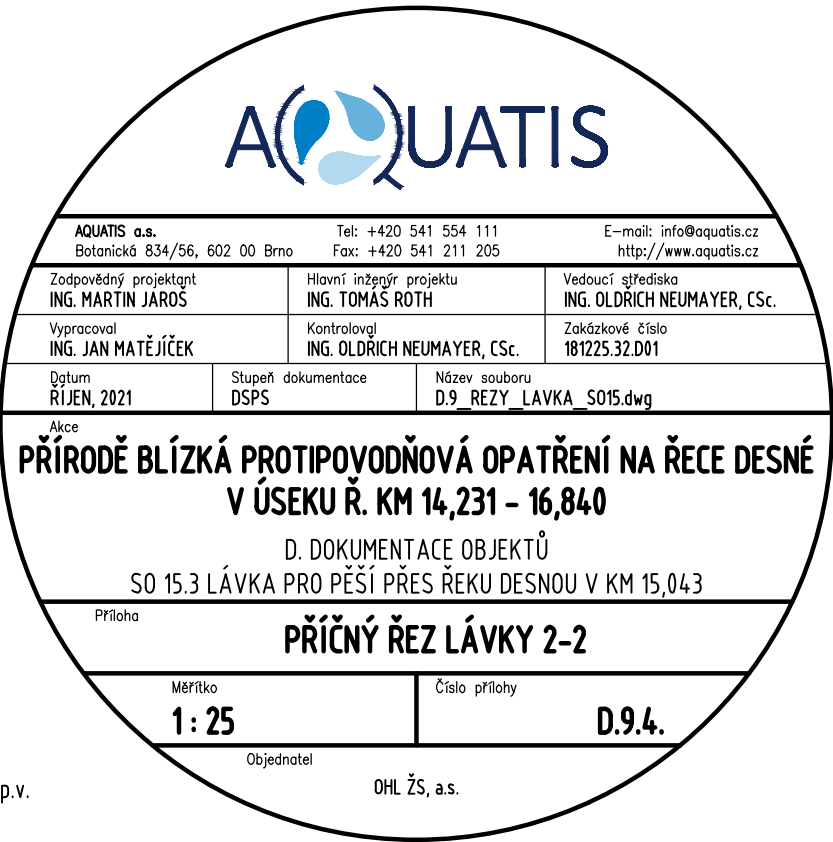 AQUATIS
AQUATIS a.s. Tel: +420 541 554 111 E-mail: info@aquatis.cz
Botanická 834/56, 602 00 Brno Fax: +420 541 211 205 http://www.aquatis.cz
Zodpovědný projektant Hlavní inženýr projektu Vedoucí střediska
ING. MARTIN JAROŠ ING. TOMÁŠ ROTH ING. OLDŘICH NEUMAYER, CSc.
Vypracoval Kontroloval Zakázkové číslo
ING. JAN MATĚJÍČEK ING. OLDŘICH NEUMAYER, CSc. 181225.32.D01
Datum Stupeň dokumentace Název souboru
ŘÍJEN, 2021 DSPS D.9_REZY_LAVKA_SO15.dwg
Akce
PŘÍRODĚ BLÍZKÁ PROTIPOVODŇOVÁ OPATŘENÍ NA ŘECE DESNÉ
V ÚSEKU Ř. KM 14,231 - 16,840
D. DOKUMENTACE OBJEKTŮ
SO 15.3 LÁVKA PRO PĚŠÍ PŘES ŘEKU DESNOU V KM 15,043
Příloha
PŘÍČNÝ ŘEZ LÁVKY 2-2
Měřítko Číslo přílohy
1 : 25 D.9.4.
Objednatel
OHL ŽS, a.s.
p.v.